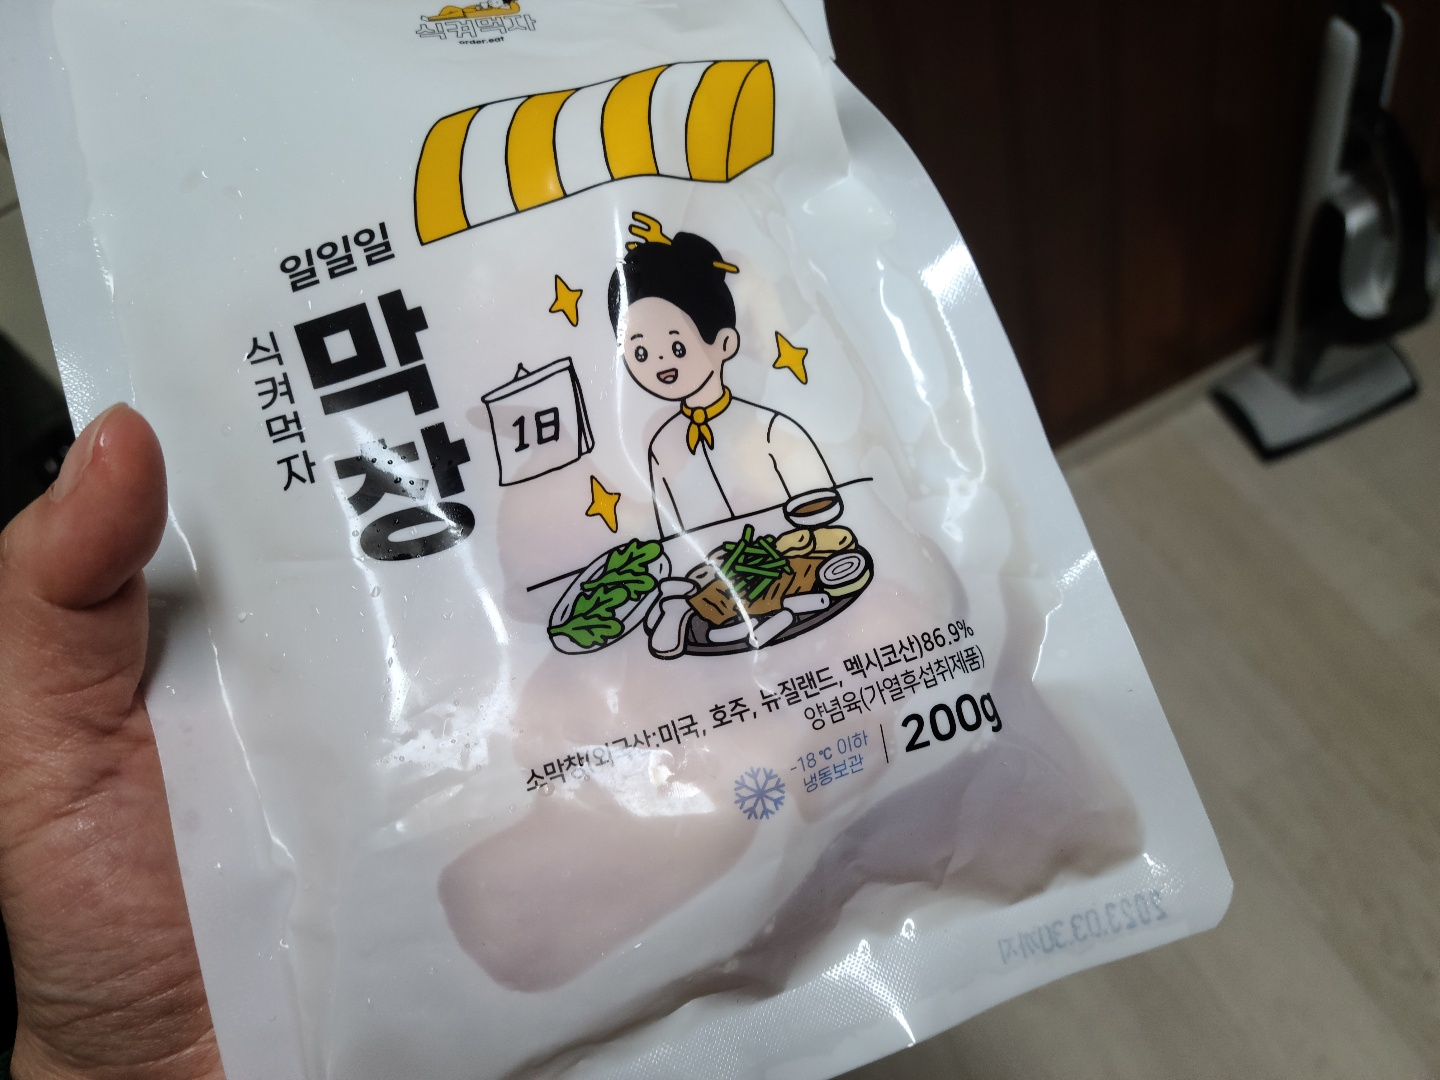 식켜먹자
order.eat
일일일
막창
식켜먹자
1日
소막창(외국산:미국, 호주, 뉴질랜드, 멕시코산)86.9%
양념육(가열후섭취제품)
-18℃ 이하
냉동보관
200g
2023.03.30까지